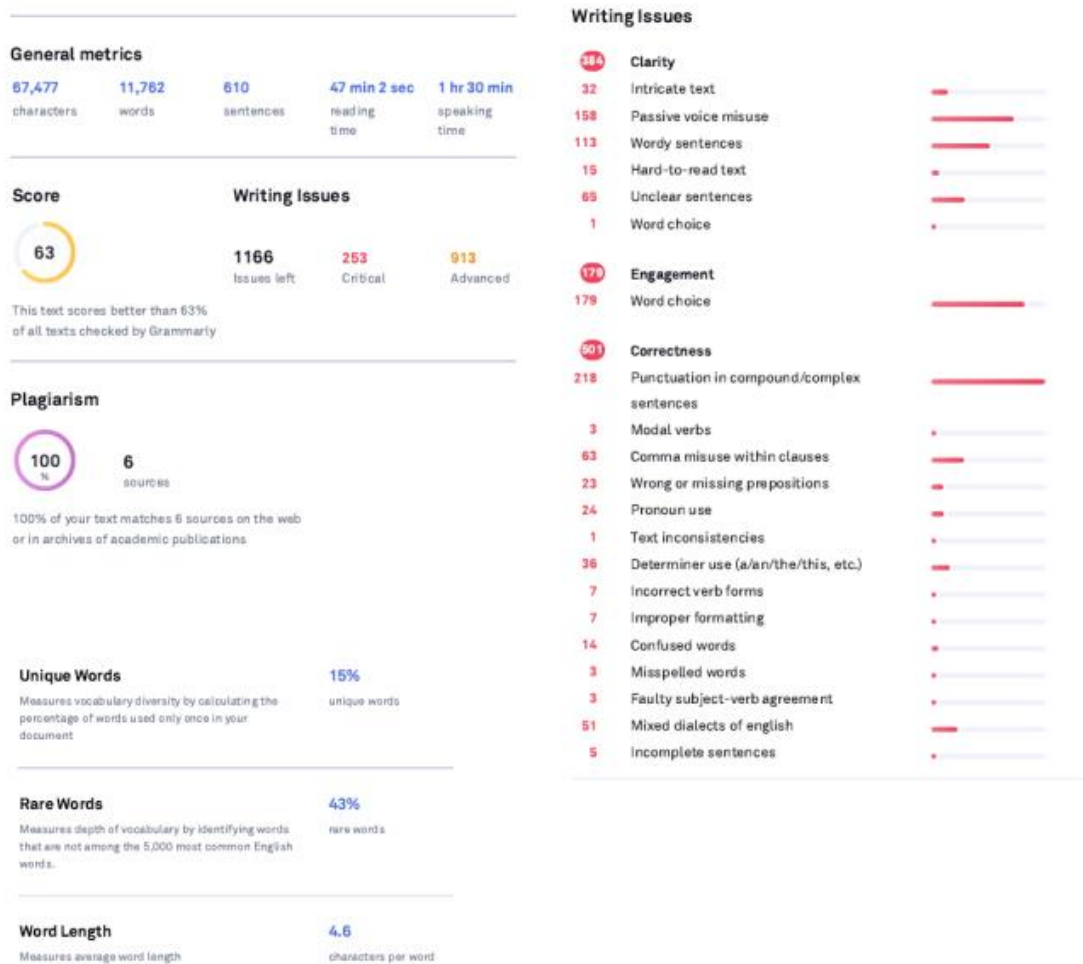 General metrics
67,477 11,762 610 47 min 2 sec 1 hr 30 min
characters words sentences reading speaking
time time
Score Writing Issues
63
1166 253 913
Issues left Critical Advanced
This text scores better than 63%
of all texts checked by Grammarly
Plagiarism
100 6
% sources
100% of your text matches 6 sources on the web
or in archives of academic publications
Unique Words 15%
Measures vocabulary diversity by calculating the unique words
percentage of words used only once in your
document
Rare Words 43%
Measures depth of vocabulary by identifying words rare words
that are not among the 5,000 most common English
words.
Word Length 4.6
Measures average word length characters per word
Writing Issues
384 Clarity
32 Intricate text
158 Passive voice misuse
113 Wordy sentences
15 Hard-to-read text
65 Unclear sentences
1 Word choice
179 Engagement
179 Word choice
501 Correctness
218 Punctuation in compound/complex
sentences
3 Modal verbs
63 Comma misuse within clauses
23 Wrong or missing prepositions
24 Pronoun use
1 Text inconsistencies
36 Determiner use (a/an/the/this, etc.)
7 Incorrect verb forms
7 Improper formatting
14 Confused words
3 Misspelled words
3 Faulty subject-verb agreement
51 Mixed dialects of english
5 Incomplete sentences